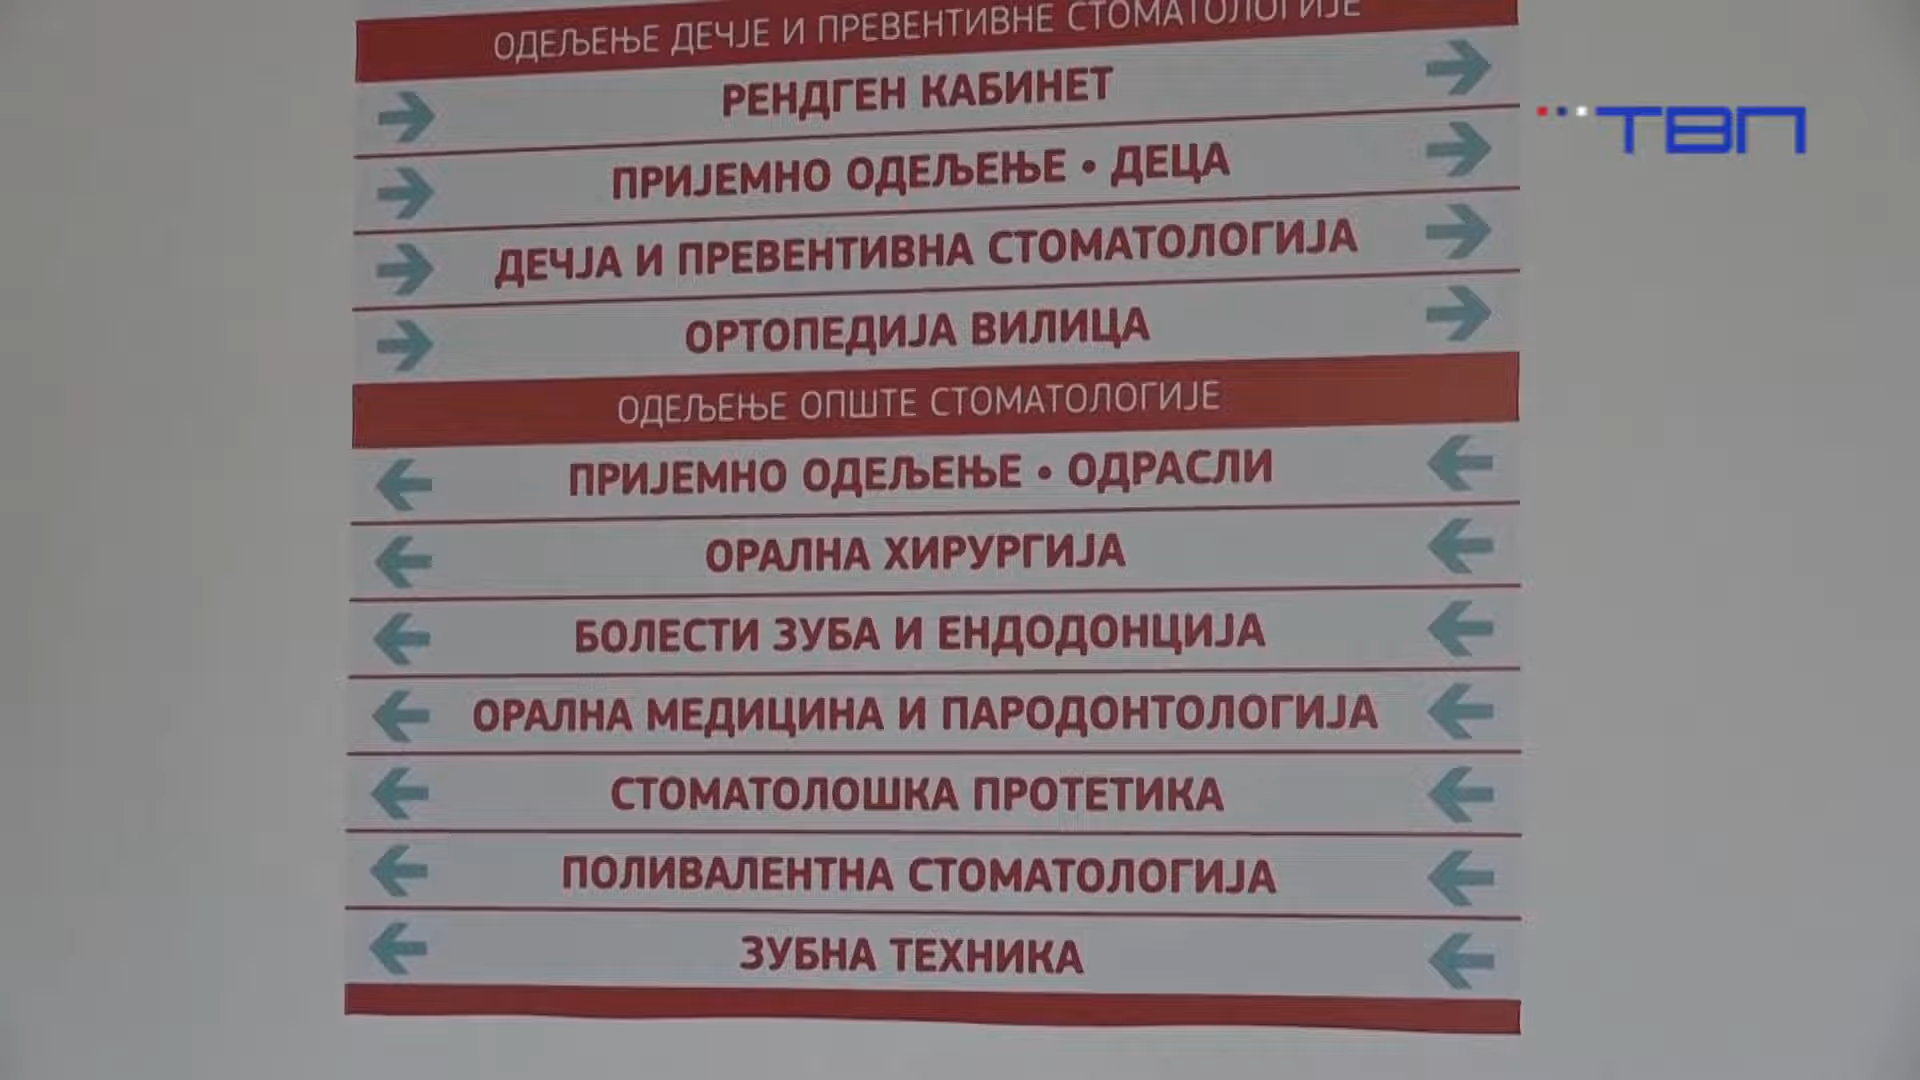 ОДЕЉЕЊЕ ДЕЧЈЕ И ПРЕВЕНТИВНЕ СТОМАТОЛОГИЈЕ
РЕНДГЕН КАБИНЕТ
ТВП
ПРИЈЕМНО ОДЕЉЕЊЕ • ДЕЦА
ДЕЧЈА И ПРЕВЕНТИВНА СТОМАТОЛОГИЈА
ОРТОПЕДИЈА ВИЛИЦА
ОДЕЉЕЊЕ ОПШТЕ СТОМАТОЛОГИЈЕ
ПРИЈЕМНО ОДЕЉЕЊЕ • ОДРАСЛИ
ОРАЛНА ХИРУРГИЈА
БОЛЕСТИ ЗУБА И ЕНДОДОНЦИЈА
ОРАЛНА МЕДИЦИНА И ПАРОДОНТОЛОГИЈА
СТОМАТОЛОШКА ПРОТЕТИКА
ПОЛИВАЛЕНТНА СТОМАТОЛОГИЈА
ЗУБНА ТЕХНИКА